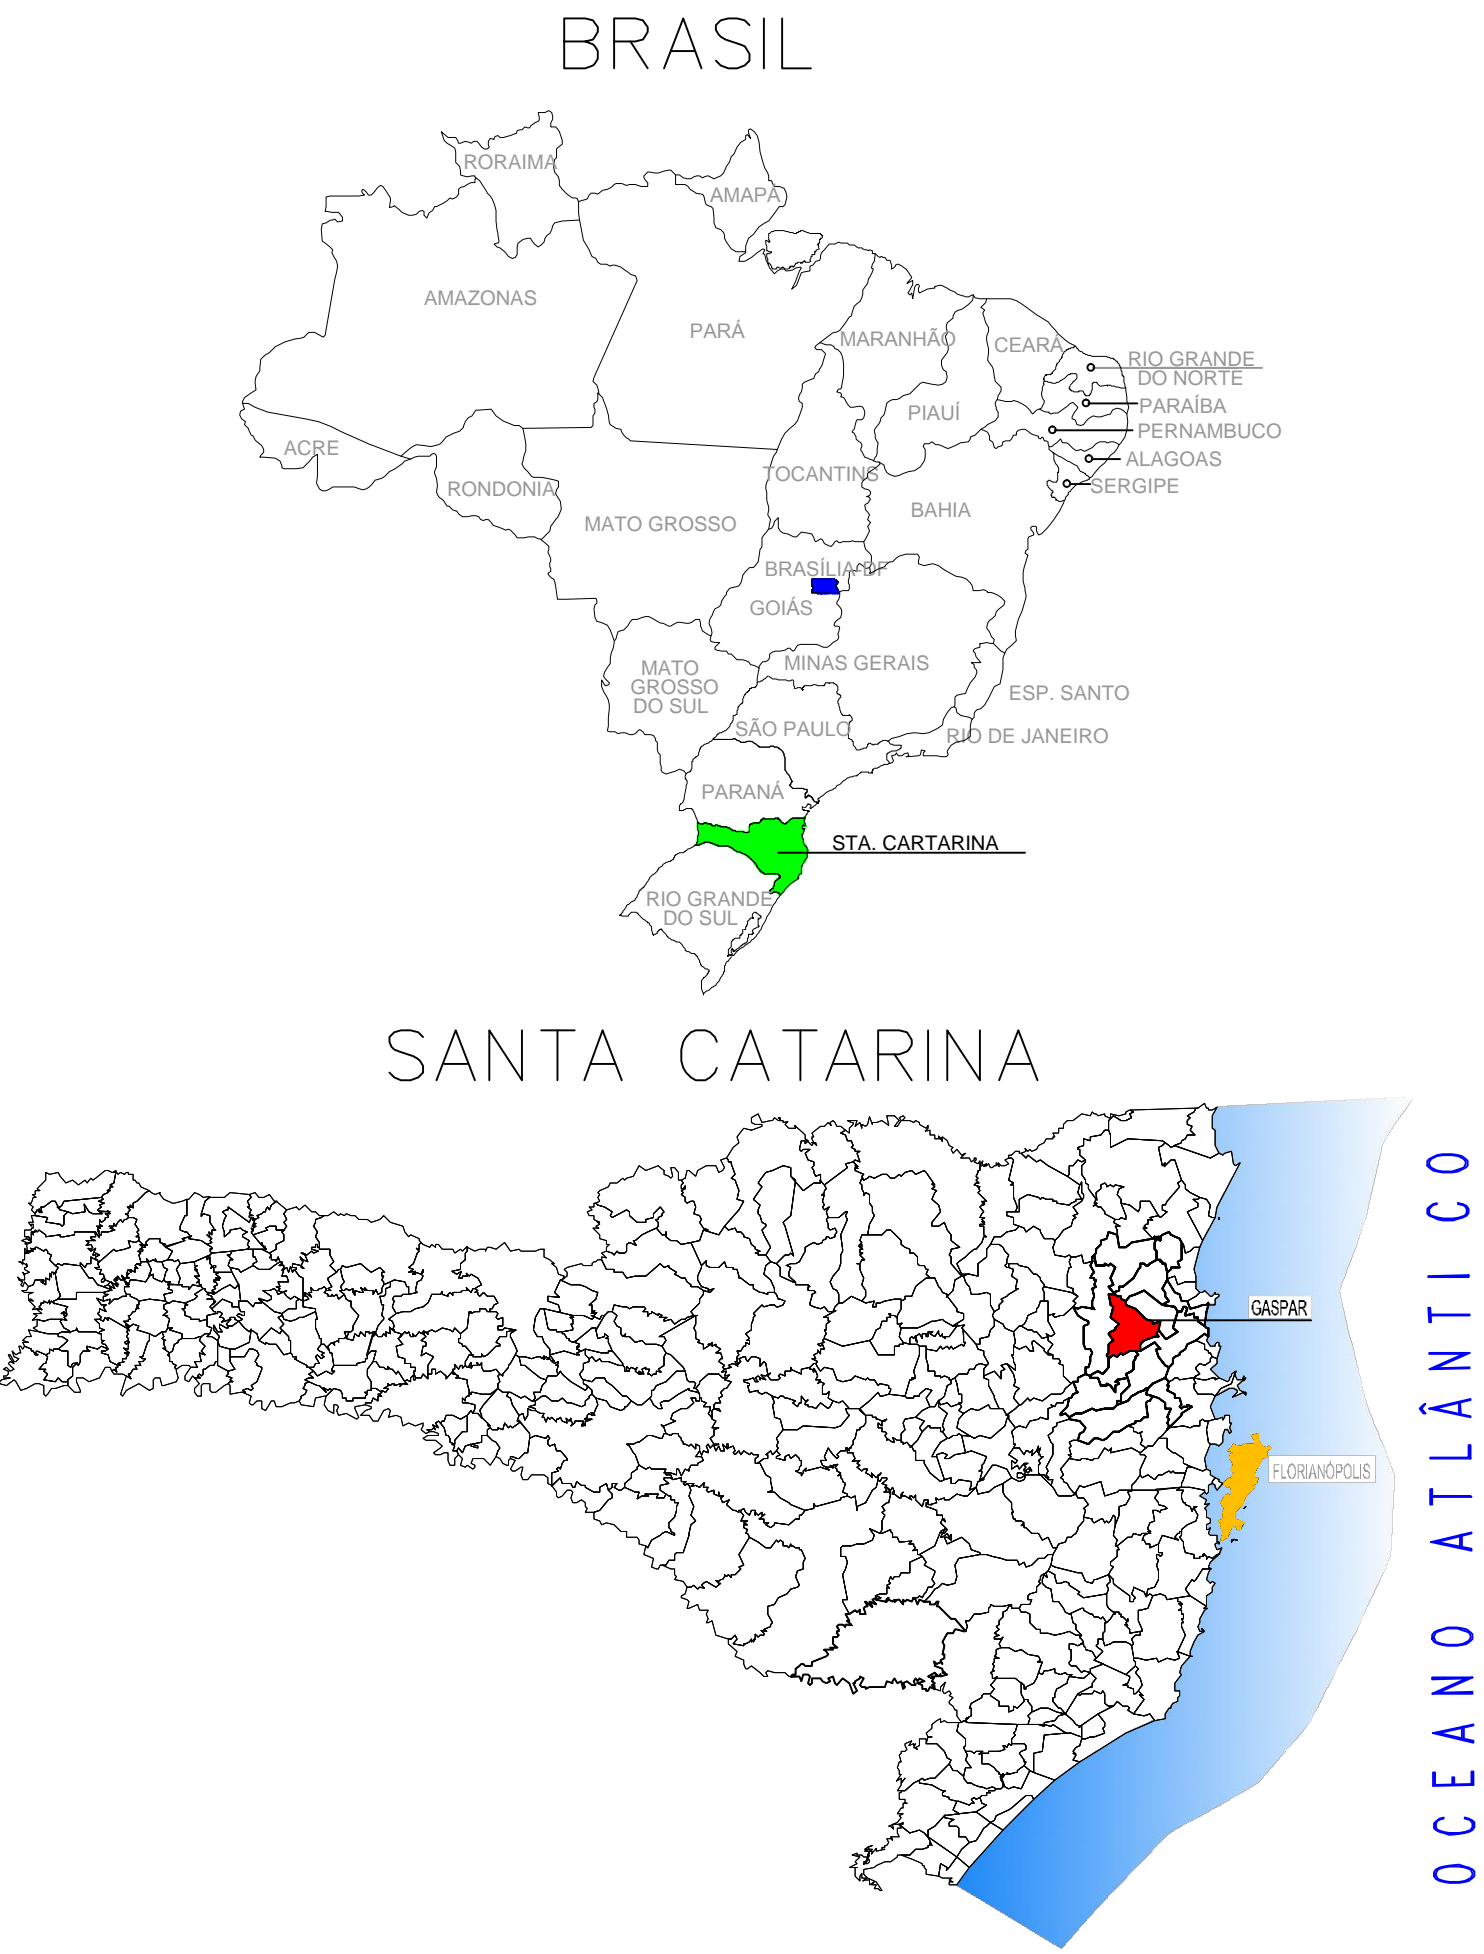 BRASIL
RORAIMA
AMAPÁ
AMAZONAS
PARÁ
MARANHÃO
CEARÁ
RIO GRANDE
DO NORTE
PARAÍBA
PIAUÍ
PERNAMBUCO
ACRE
ALAGOAS
TOCANTINS
RONDONIA
SERGIPE
BAHIA
MATO GROSSO
BRASÍLIA-DF
GOIÁS
MINAS GERAIS
MATO
GROSSO
DO SUL
ESP. SANTO
SÃO PAULO
RIO DE JANEIRO
PARANÁ
STA. CARTARINA
RIO GRANDE
DO SUL
SANTA CATARINA
GASPAR
FLORIANÓPOLIS
OCEANO ATLÂNTICO